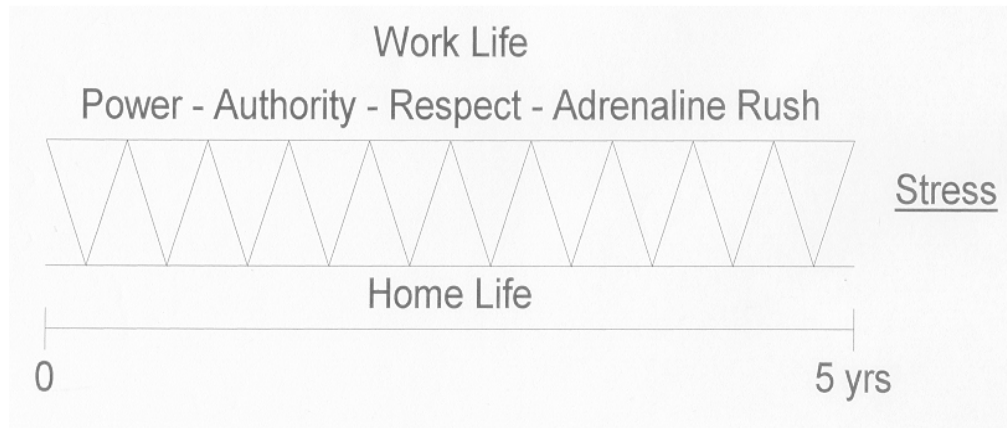 Work Life
Power - Authority - Respect - Adrenaline Rush
Stress
Home Life
0
5 yrs